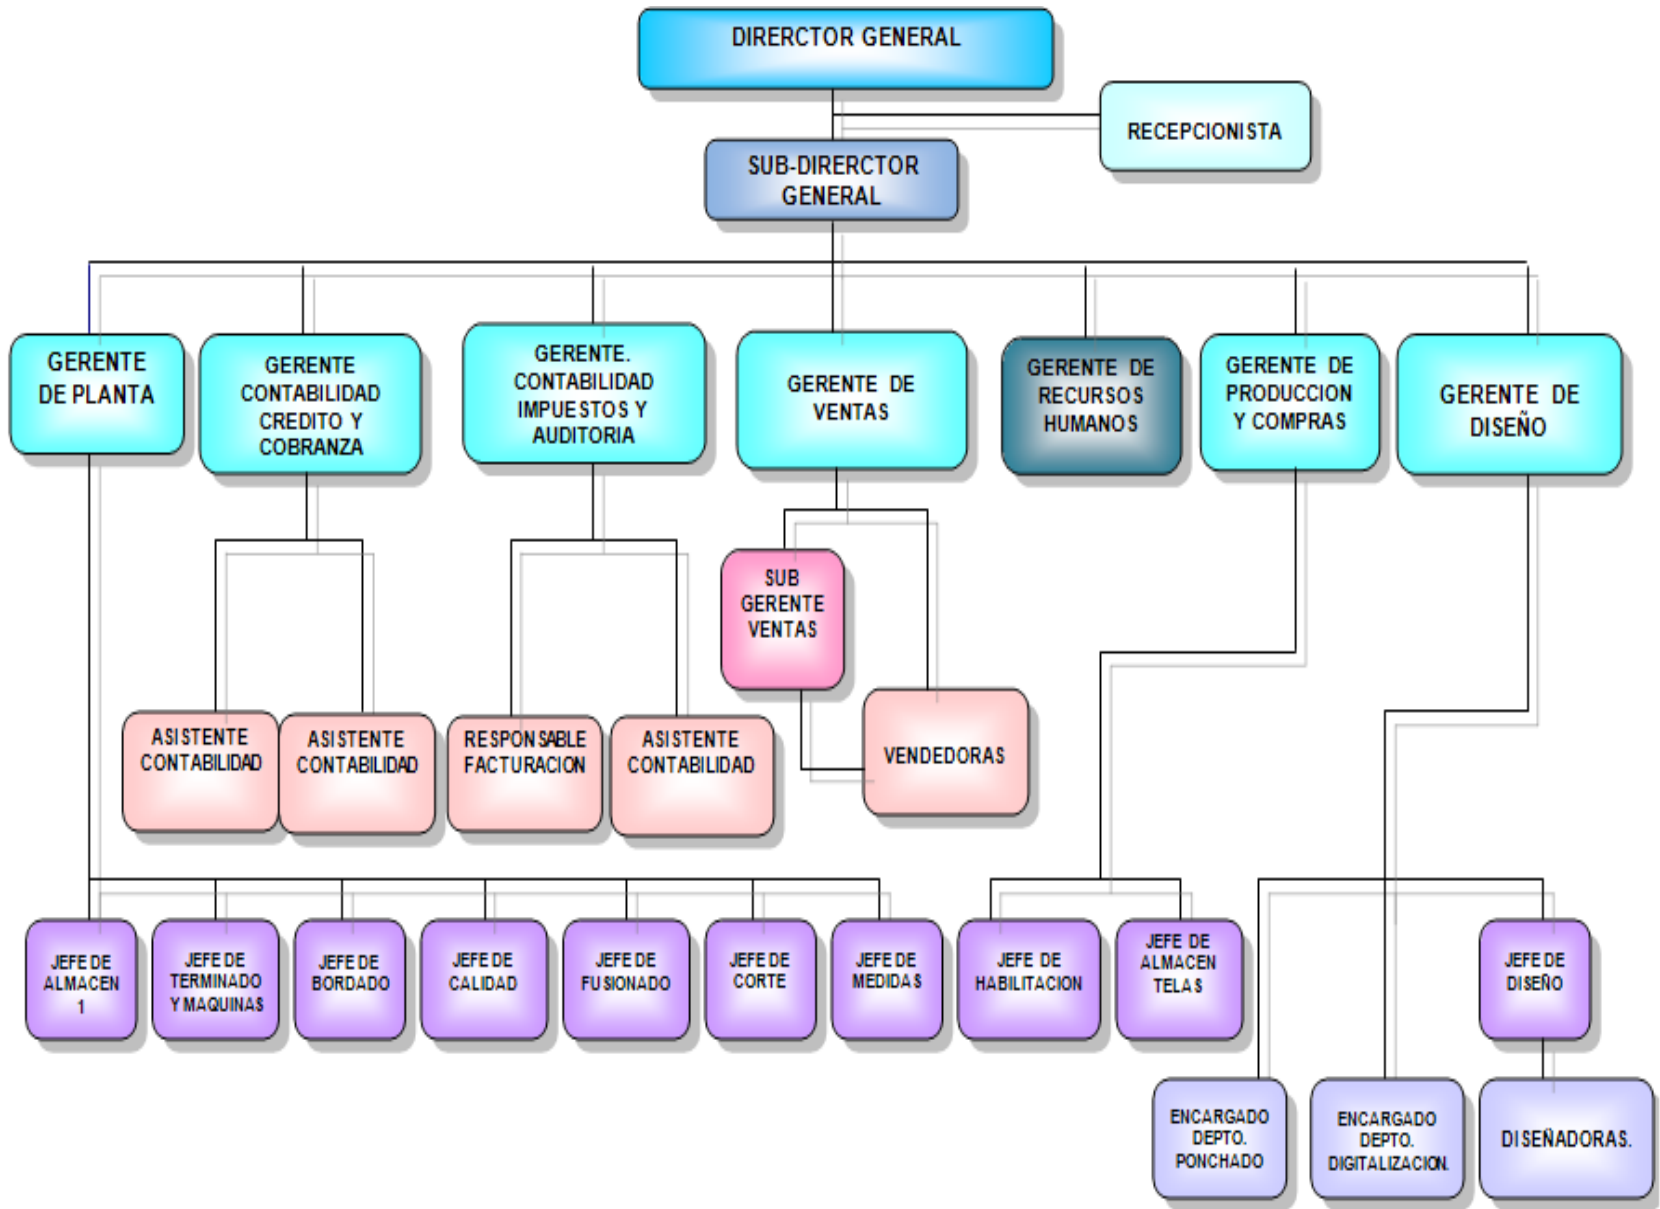 DIRERCTOR GENERAL
RECEPCIONISTA
SUB-DIRERCTOR
GENERAL
GERENTE
DE PLANTA
GERENTE
CONTABILIDAD
CREDITO Y
COBRANZA
GERENTE.
CONTABILIDAD
IMPUESTOS Y
AUDITORIA
GERENTE DE
VENTAS
GERENTE DE
RECURSOS
HUMANOS
GERENTE DE
PRODUCCION
Y COMPRAS
GERENTE DE
DISEÑO
SUB
GERENTE
VENTAS
ASISTENTE
CONTABILIDAD
ASISTENTE
CONTABILIDAD
RESPONSABLE
FACTURACION
ASISTENTE
CONTABILIDAD
VENDEDORAS
JEFE DE
ALMACEN
1
JEFE DE
TERMINADO
Y MAQUINAS
JEFE DE
BORDADO
JEFE DE
CALIDAD
JEFE DE
FUSIONADO
JEFE DE
CORTE
JEFE DE
MEDIDAS
JEFE DE
HABILITACION
JEFE DE
ALMACEN
TELAS
JEFE DE
DISEÑO
ENCARGADO
DEPTO.
PONCHADO
ENCARGADO
DEPTO.
DIGITALIZACION.
DISEÑADORAS.